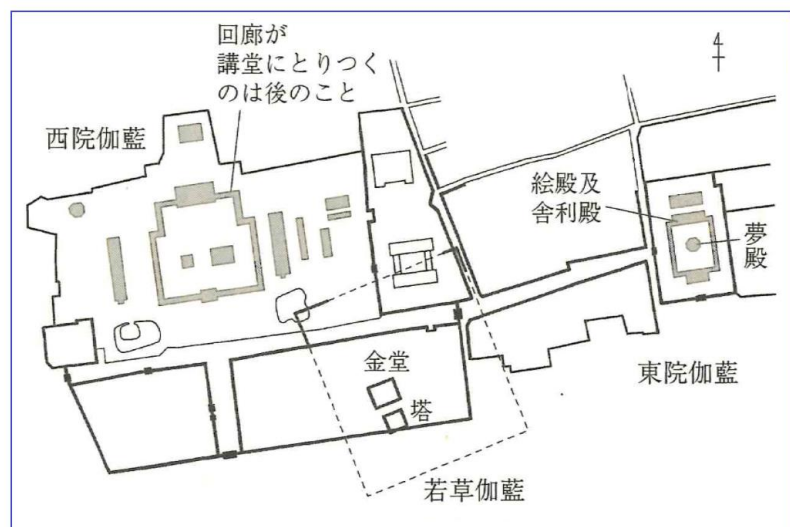 回廊が
講堂にとりつく
のは後のこと
西院伽藍
絵殿及
舎利殿
夢殿
東院伽藍
金堂
塔
若草伽藍